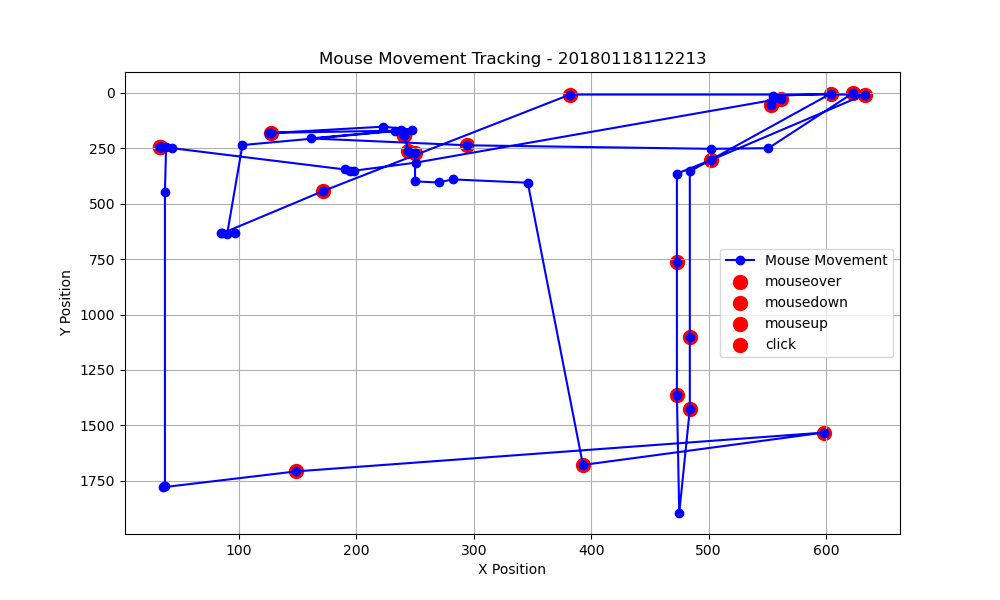 Mouse Movement Tracking - 20180118112213
0
250
500
750
1000
1250
1500
1750
Y Position
Mouse Movement
mouseover
mousedown
mouseup
click
100 200 300 400 500 600
X Position